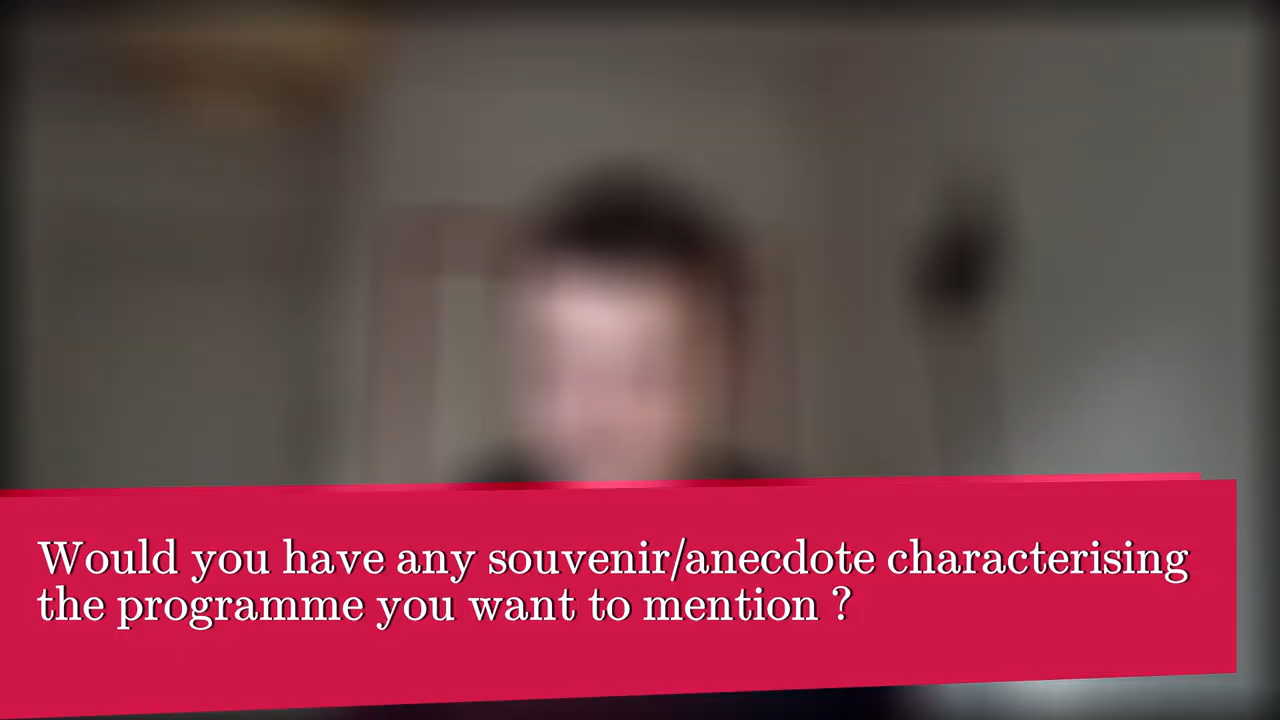 Would you have any souvenir/anecdote characterising
the programme you want to mention ?